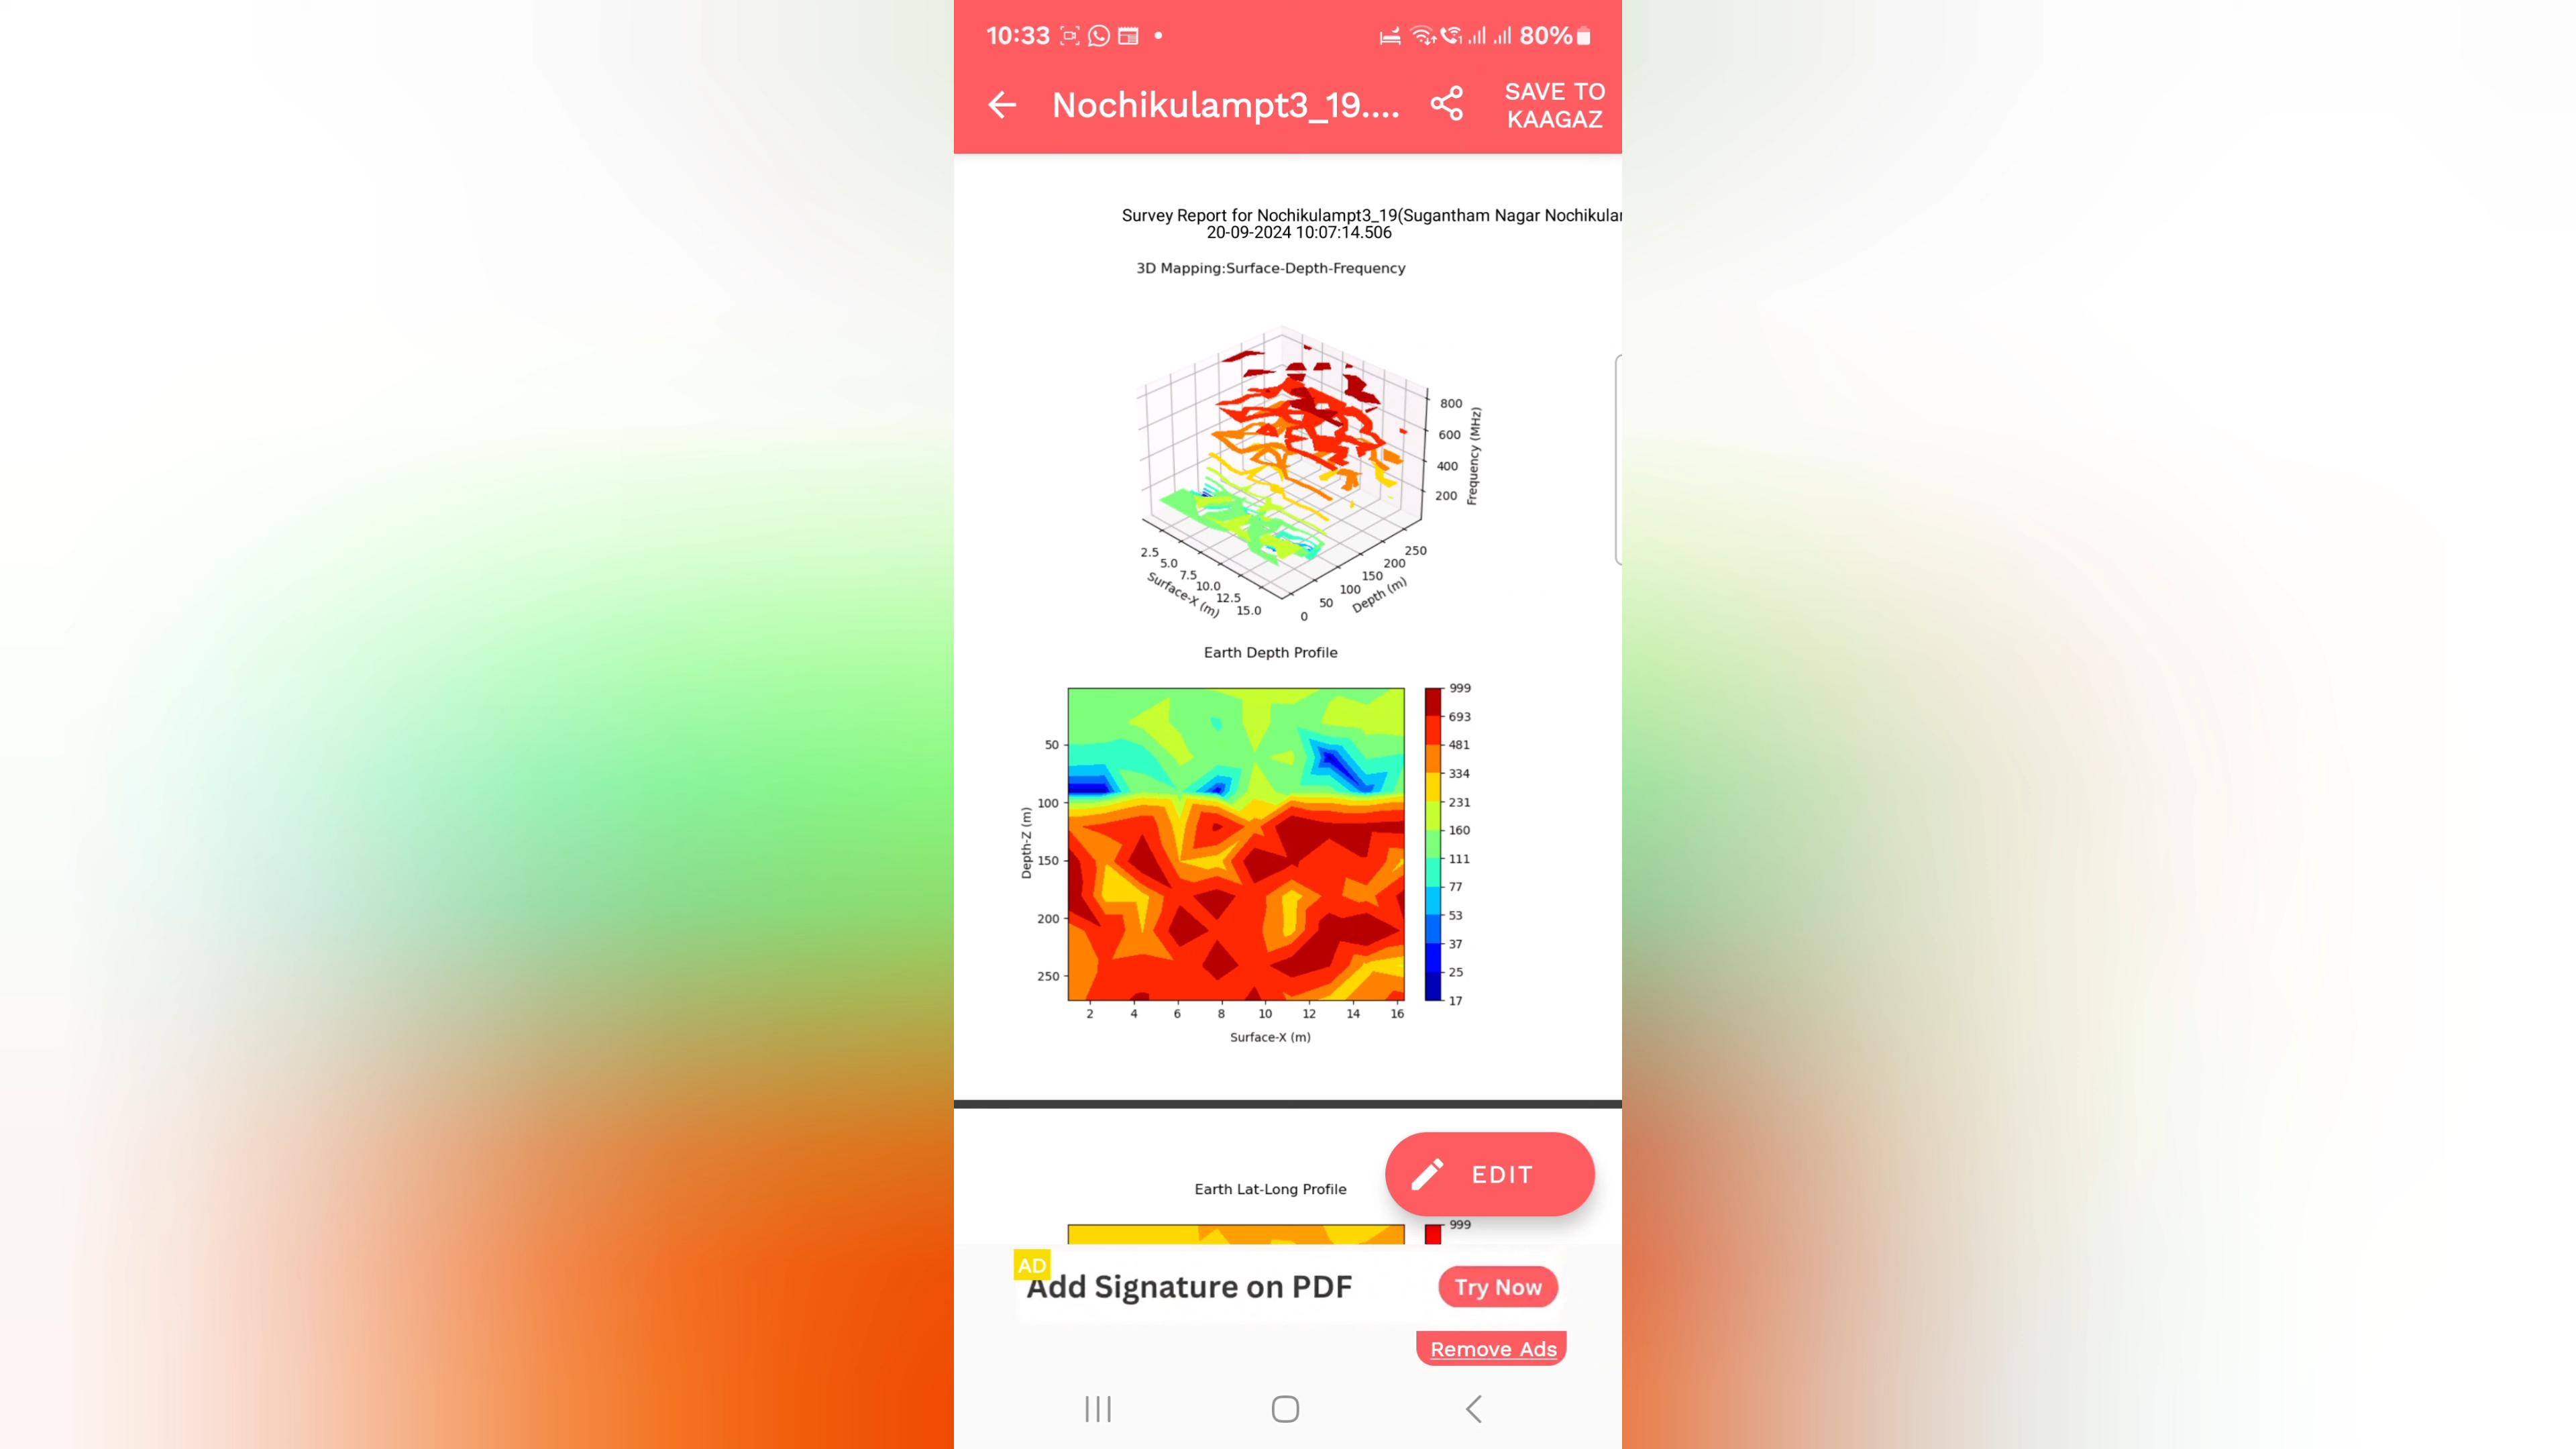 10:33
80%
Nochikulampt3_19....
SAVE TO
KAAGAZ
Survey Report for Nochikulampt3_19(Sugantham Nagar Nochikula
20-09-2024 10:07:14.506
3D Mapping:Surface-Depth-Frequency
800
600
400
200
Frequency (MHz)
2.5
5.0
7.5
10.0
12.5
15.0
Surface-X (m)
0
50
100
150
200
250
Depth (m)
Earth Depth Profile
50
100
150
200
250
Depth-Z (m)
2 4 6 8 10 12 14 16
Surface-X (m)
999
693
481
334
231
160
111
77
53
37
25
17
EDIT
Earth Lat-Long Profile
999
AD
Add Signature on PDF
Try Now
Remove Ads